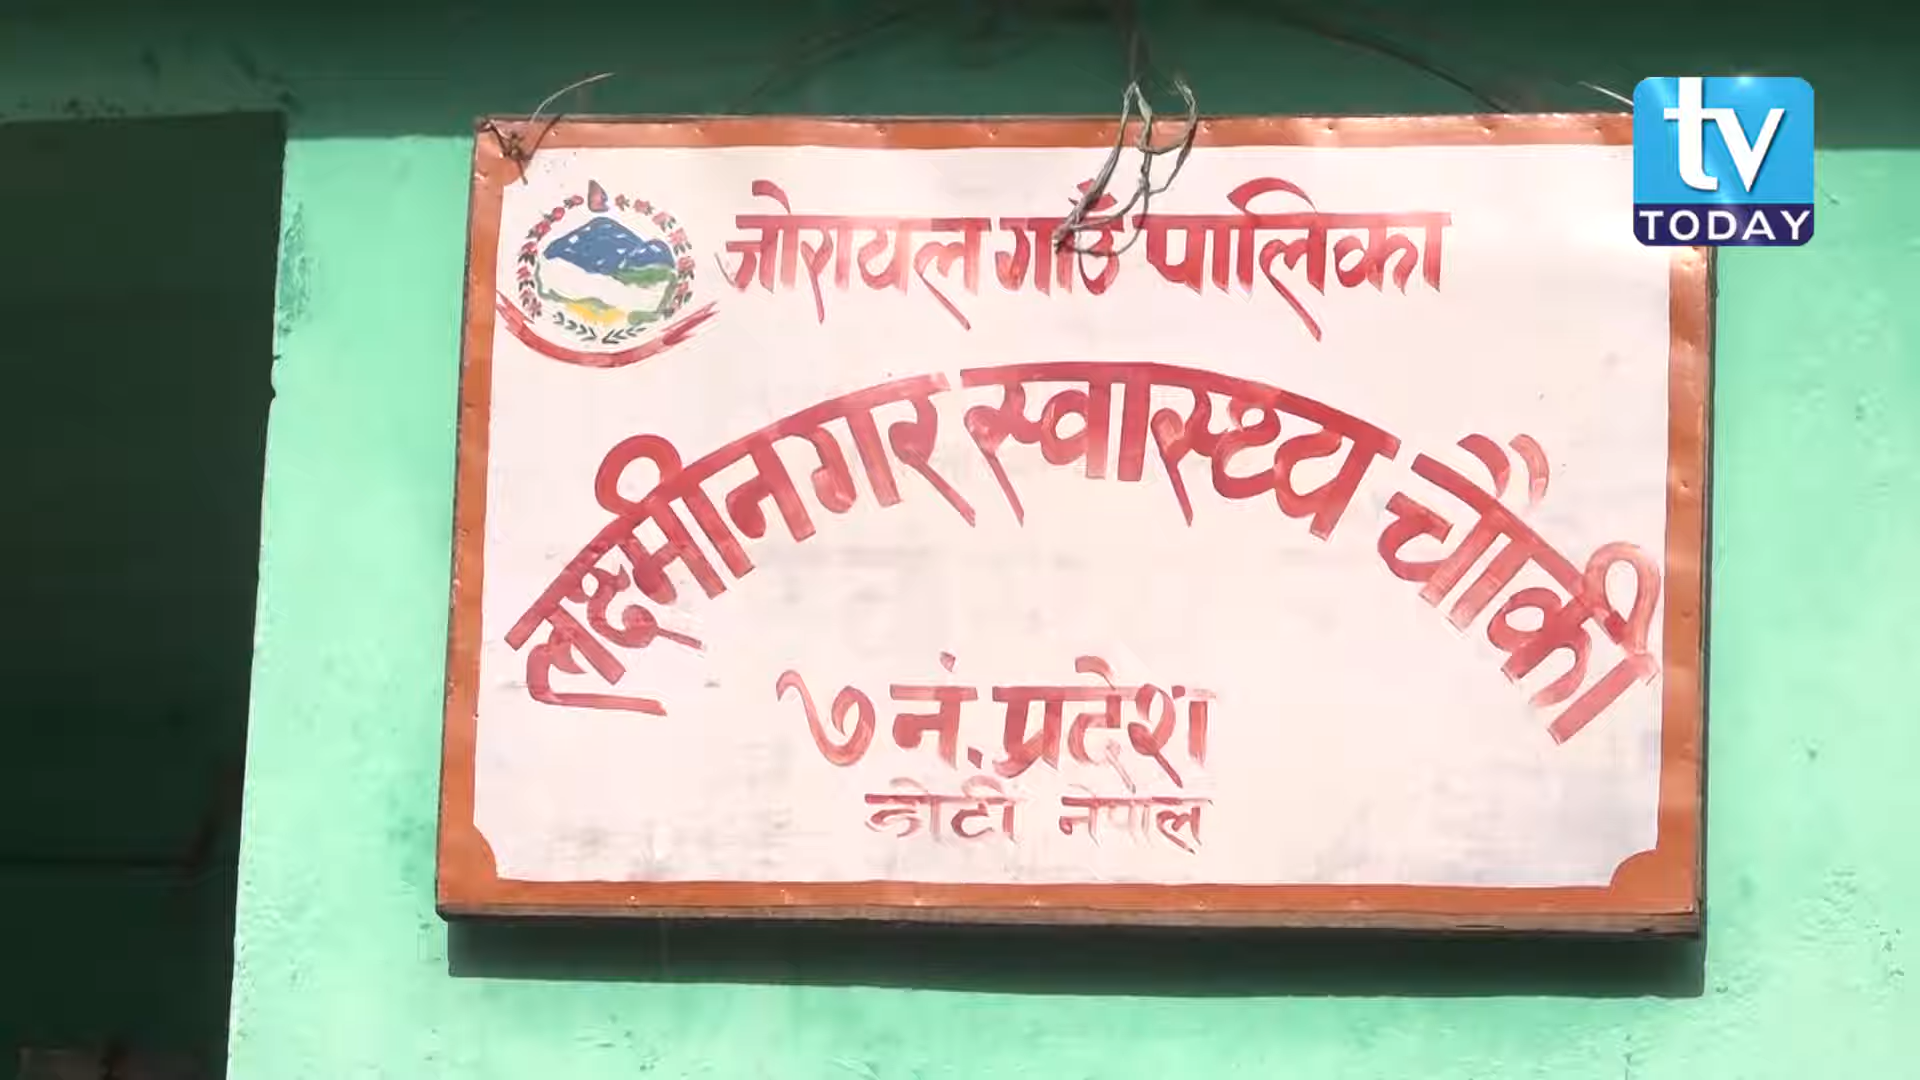 जोरायल गाउँ पालिका
लक्ष्मीनगर स्वास्थ्य चौकी
७ नं. प्रदेश
डोटी नेपाल
tv
TODAY